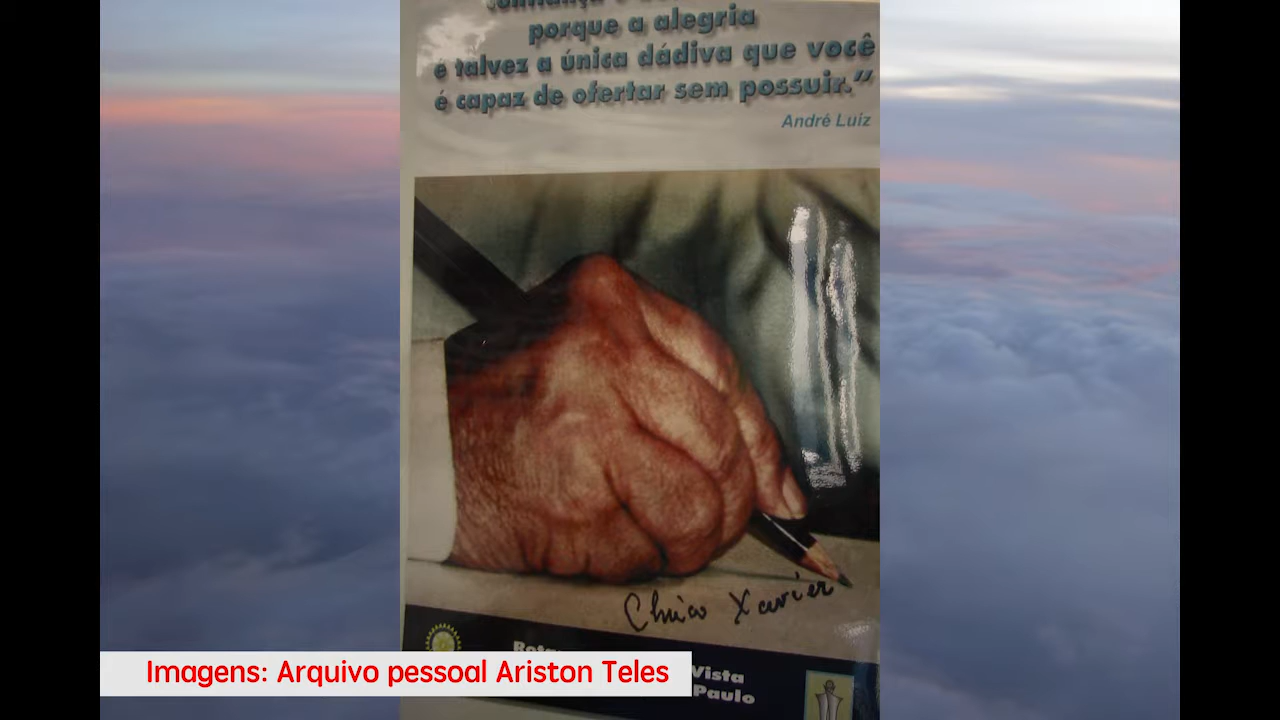 porque a alegria
é talvez a única dádiva que você
é capaz de ofertar sem possuir.”
André Luíz
Chico Xavier
Vista
Paulo
Imagens: Arquivo pessoal Ariston Teles